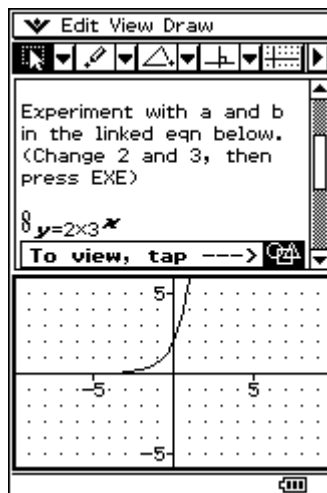 Edit View Draw
Experiment with a and b
in the linked eqn below.
(Change 2 and 3, then
press EXE)
y=2×3ˣ
To view, tap --->
5
-5 5
-5